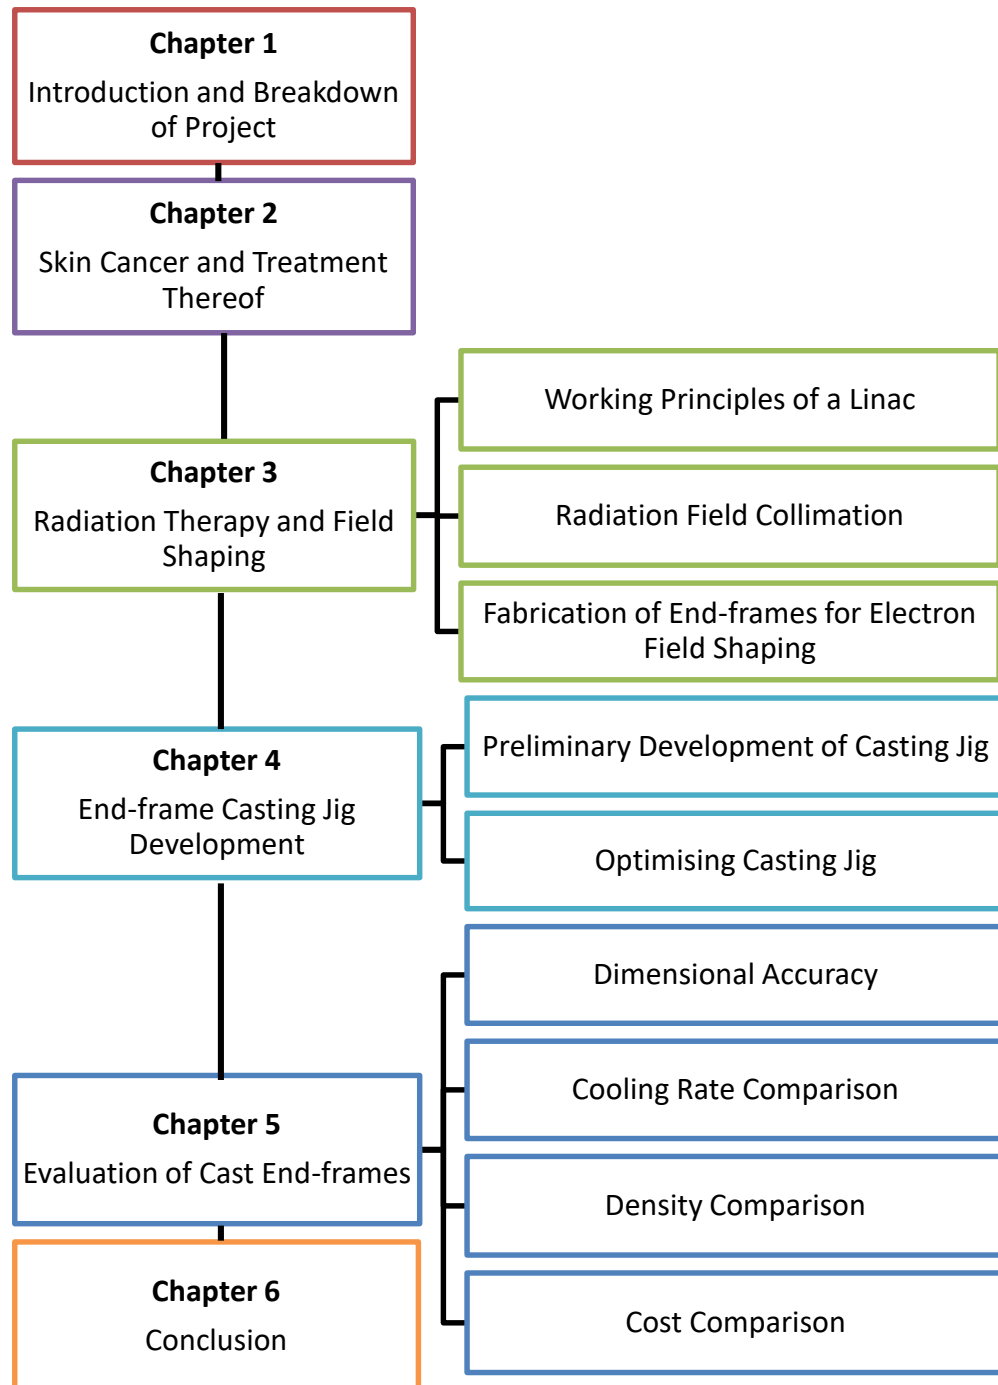 Chapter 1
Introduction and Breakdown
of Project
Chapter 2
Skin Cancer and Treatment
Thereof
Chapter 3
Radiation Therapy and Field
Shaping
Working Principles of a Linac
Radiation Field Collimation
Fabrication of End-frames for Electron
Field Shaping
Chapter 4
End-frame Casting Jig
Development
Preliminary Development of Casting Jig
Optimising Casting Jig
Chapter 5
Evaluation of Cast End-frames
Dimensional Accuracy
Cooling Rate Comparison
Density Comparison
Cost Comparison
Chapter 6
Conclusion